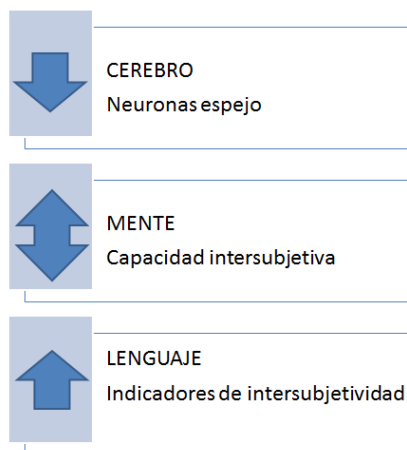 CEREBRO
Neuronas espejo
MENTE
Capacidad intersubjetiva
LENGUAJE
Indicadores de intersubjetividad